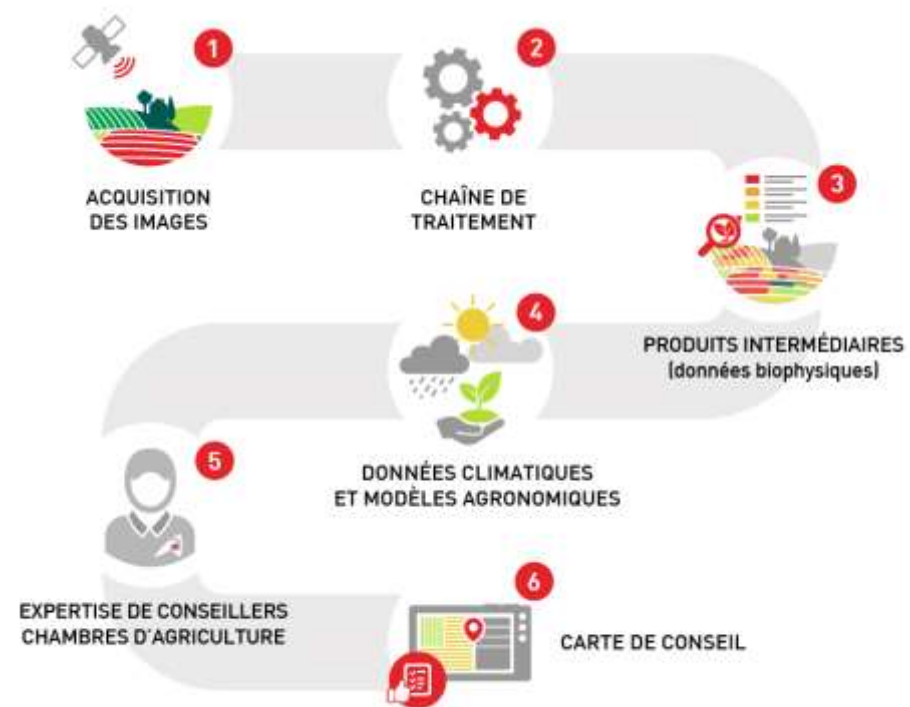 1
ACQUISITION
DES IMAGES
2
CHAÎNE DE
TRAITEMENT
3
PRODUITS INTERMÉDIAIRES
(données biophysiques)
4
DONNÉES CLIMATIQUES
ET MODÈLES AGRONOMIQUES
5
EXPERTISE DE CONSEILLERS
CHAMBRES D'AGRICULTURE
6
CARTE DE CONSEIL